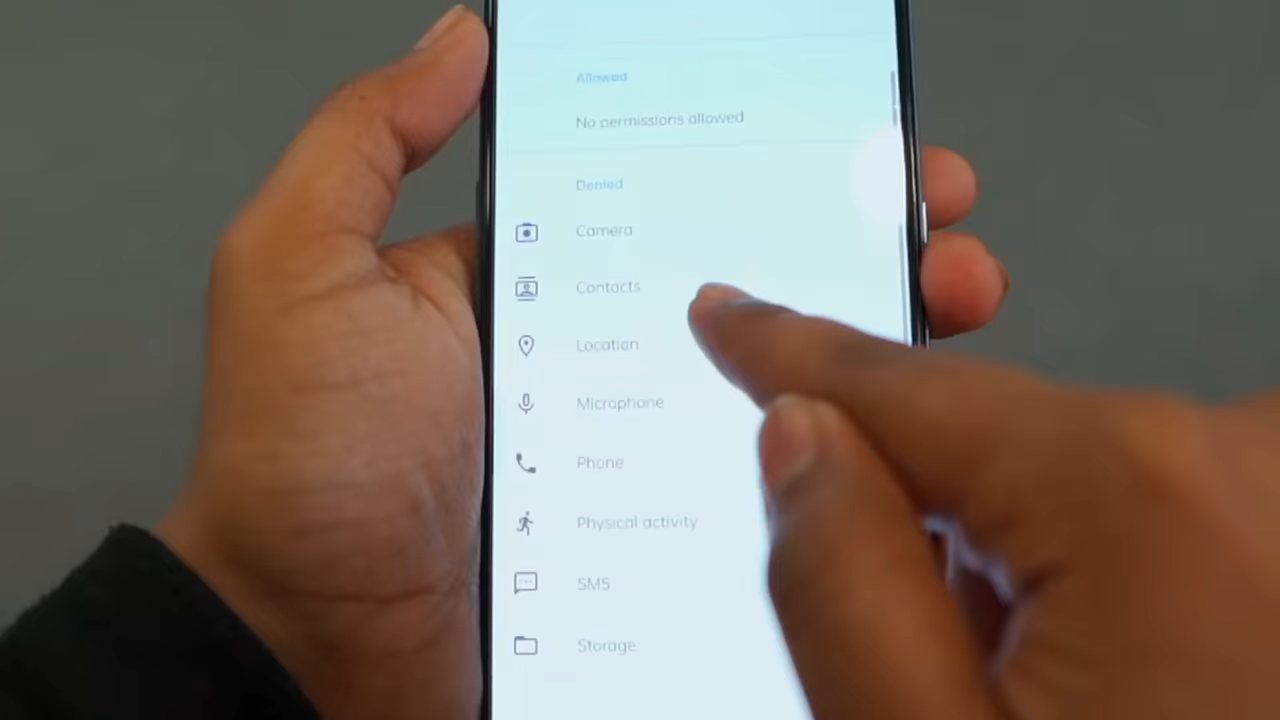 Allowed
No permissions allowed
Denied
Camera
Contacts
Location
Microphone
Phone
Physical activity
SMS
Storage